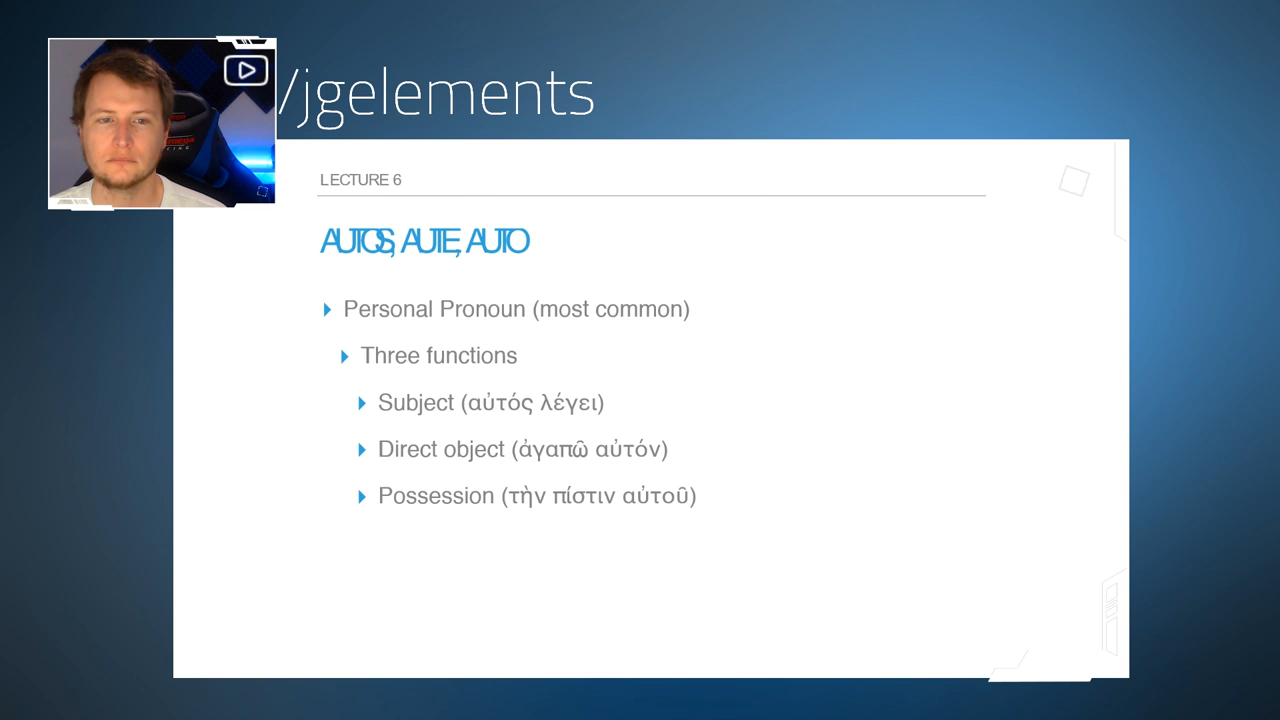 /jgelements
LECTURE 6
AUTOS, AUTE, AUTO
Personal Pronoun (most common)
Three functions
Subject (αὐτός λέγει)
Direct object (ἀγαπῶ αὐτόν)
Possession (τὴν πίστιν αὐτοῦ)